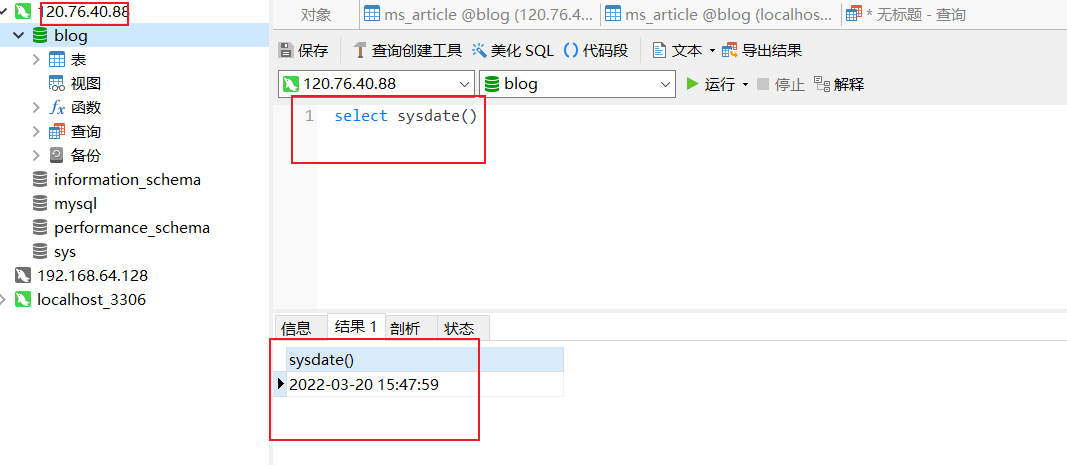 120.76.40.88
blog
表
视图
函数
查询
备份
information_schema
mysql
performance_schema
sys
192.168.64.128
localhost_3306
对象 ms_article @blog (120.76.4... ms_article @blog (localhos... * 无标题 - 查询
保存 查询创建工具 美化 SQL () 代码段 文本 导出结果
120.76.40.88 blog 运行 停止 解释
1 select sysdate()
信息 结果 1 剖析 状态
sysdate()
2022-03-20 15:47:59